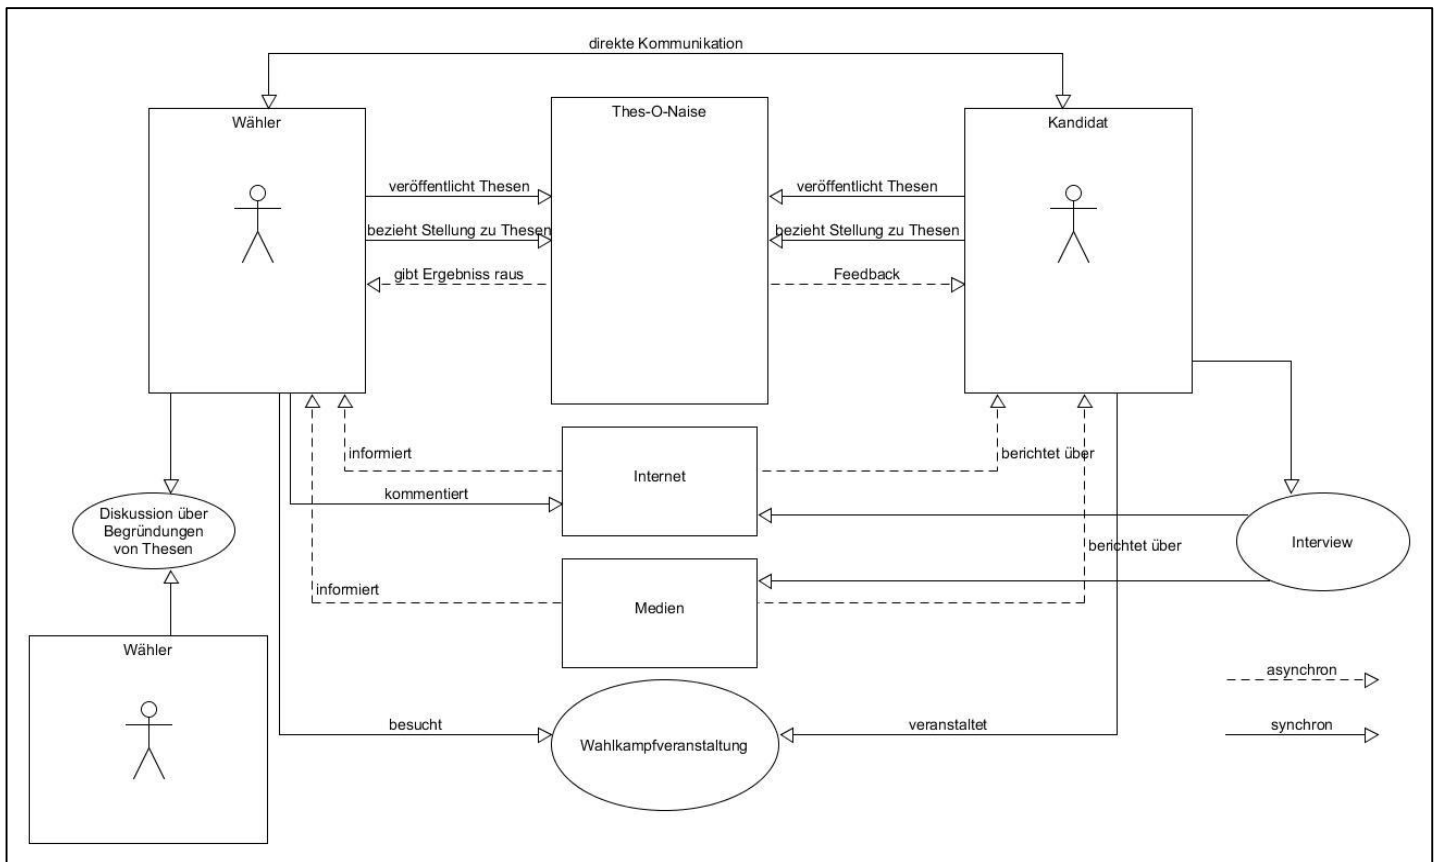 direkte Kommunikation
Wähler
Thes-O-Naise
Kandidat
veröffentlicht Thesen
veröffentlicht Thesen
bezieht Stellung zu Thesen
bezieht Stellung zu Thesen
gibt Ergebniss raus
Feedback
informiert
berichtet über
Internet
kommentiert
Diskussion über
Begründungen
von Thesen
Interview
berichtet über
informiert
Medien
Wähler
asynchron
besucht
veranstaltet
synchron
Wahlkampfveranstaltung